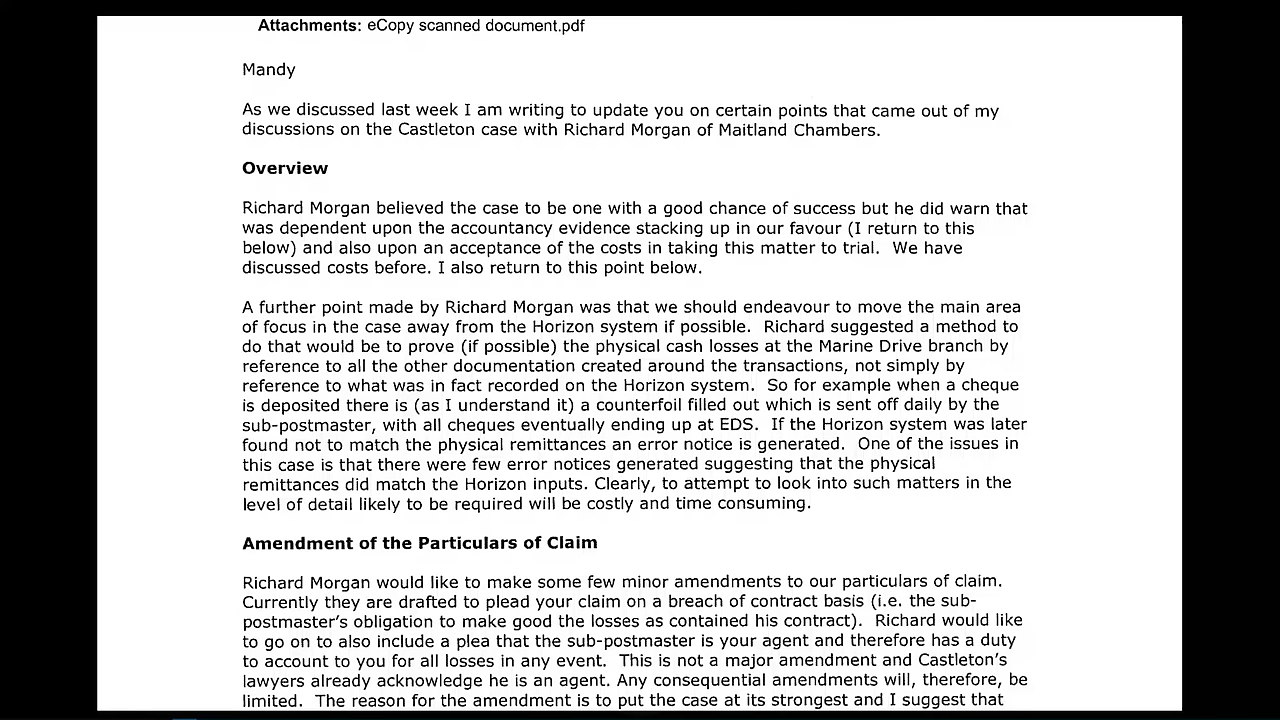 Attachments: eCopy scanned document.pdf
Mandy
As we discussed last week I am writing to update you on certain points that came out of my
discussions on the Castleton case with Richard Morgan of Maitland Chambers.
Overview
Richard Morgan believed the case to be one with a good chance of success but he did warn that
was dependent upon the accountancy evidence stacking up in our favour (I return to this
below) and also upon an acceptance of the costs in taking this matter to trial.  We have
discussed costs before. I also return to this point below.
A further point made by Richard Morgan was that we should endeavour to move the main area
of focus in the case away from the Horizon system if possible.  Richard suggested a method to
do that would be to prove (if possible) the physical cash losses at the Marine Drive branch by
reference to all the other documentation created around the transactions, not simply by
reference to what was in fact recorded on the Horizon system.  So for example when a cheque
is deposited there is (as I understand it) a counterfoil filled out which is sent off daily by the
sub-postmaster, with all cheques eventually ending up at EDS.  If the Horizon system was later
found not to match the physical remittances an error notice is generated.  One of the issues in
this case is that there were few error notices generated suggesting that the physical
remittances did match the Horizon inputs. Clearly, to attempt to look into such matters in the
level of detail likely to be required will be costly and time consuming.
Amendment of the Particulars of Claim
Richard Morgan would like to make some few minor amendments to our particulars of claim.
Currently they are drafted to plead your claim on a breach of contract basis (i.e. the sub-
postmaster's obligation to make good the losses as contained his contract).  Richard would like
to go on to also include a plea that the sub-postmaster is your agent and therefore has a duty
to account to you for all losses in any event.  This is not a major amendment and Castleton's
lawyers already acknowledge he is an agent. Any consequential amendments will, therefore, be
limited.  The reason for the amendment is to put the case at its strongest and I suggest that